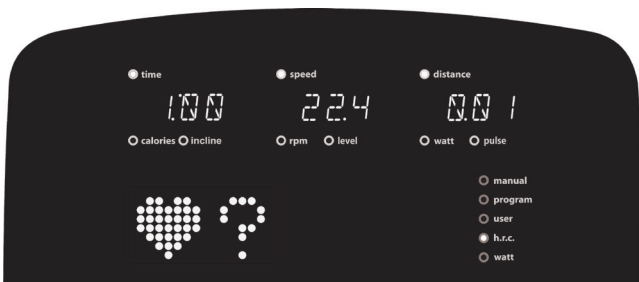 time speed distance
1:00 22.4 0.01
calories incline rpm level watt pulse
manual
program
user
h.r.c.
watt
?